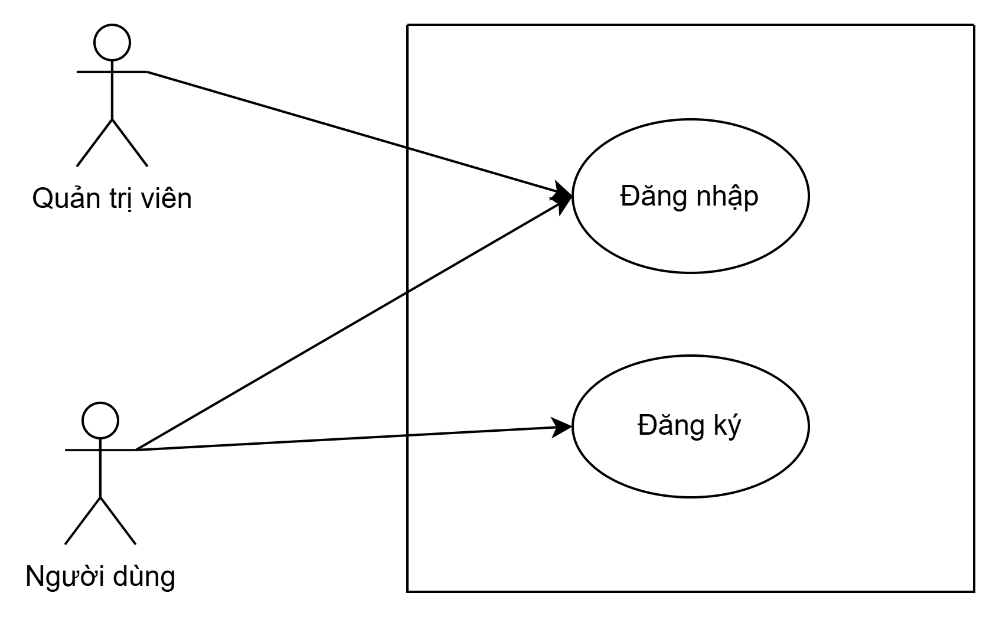 Quản trị viên
Đăng nhập
Đăng ký
Người dùng